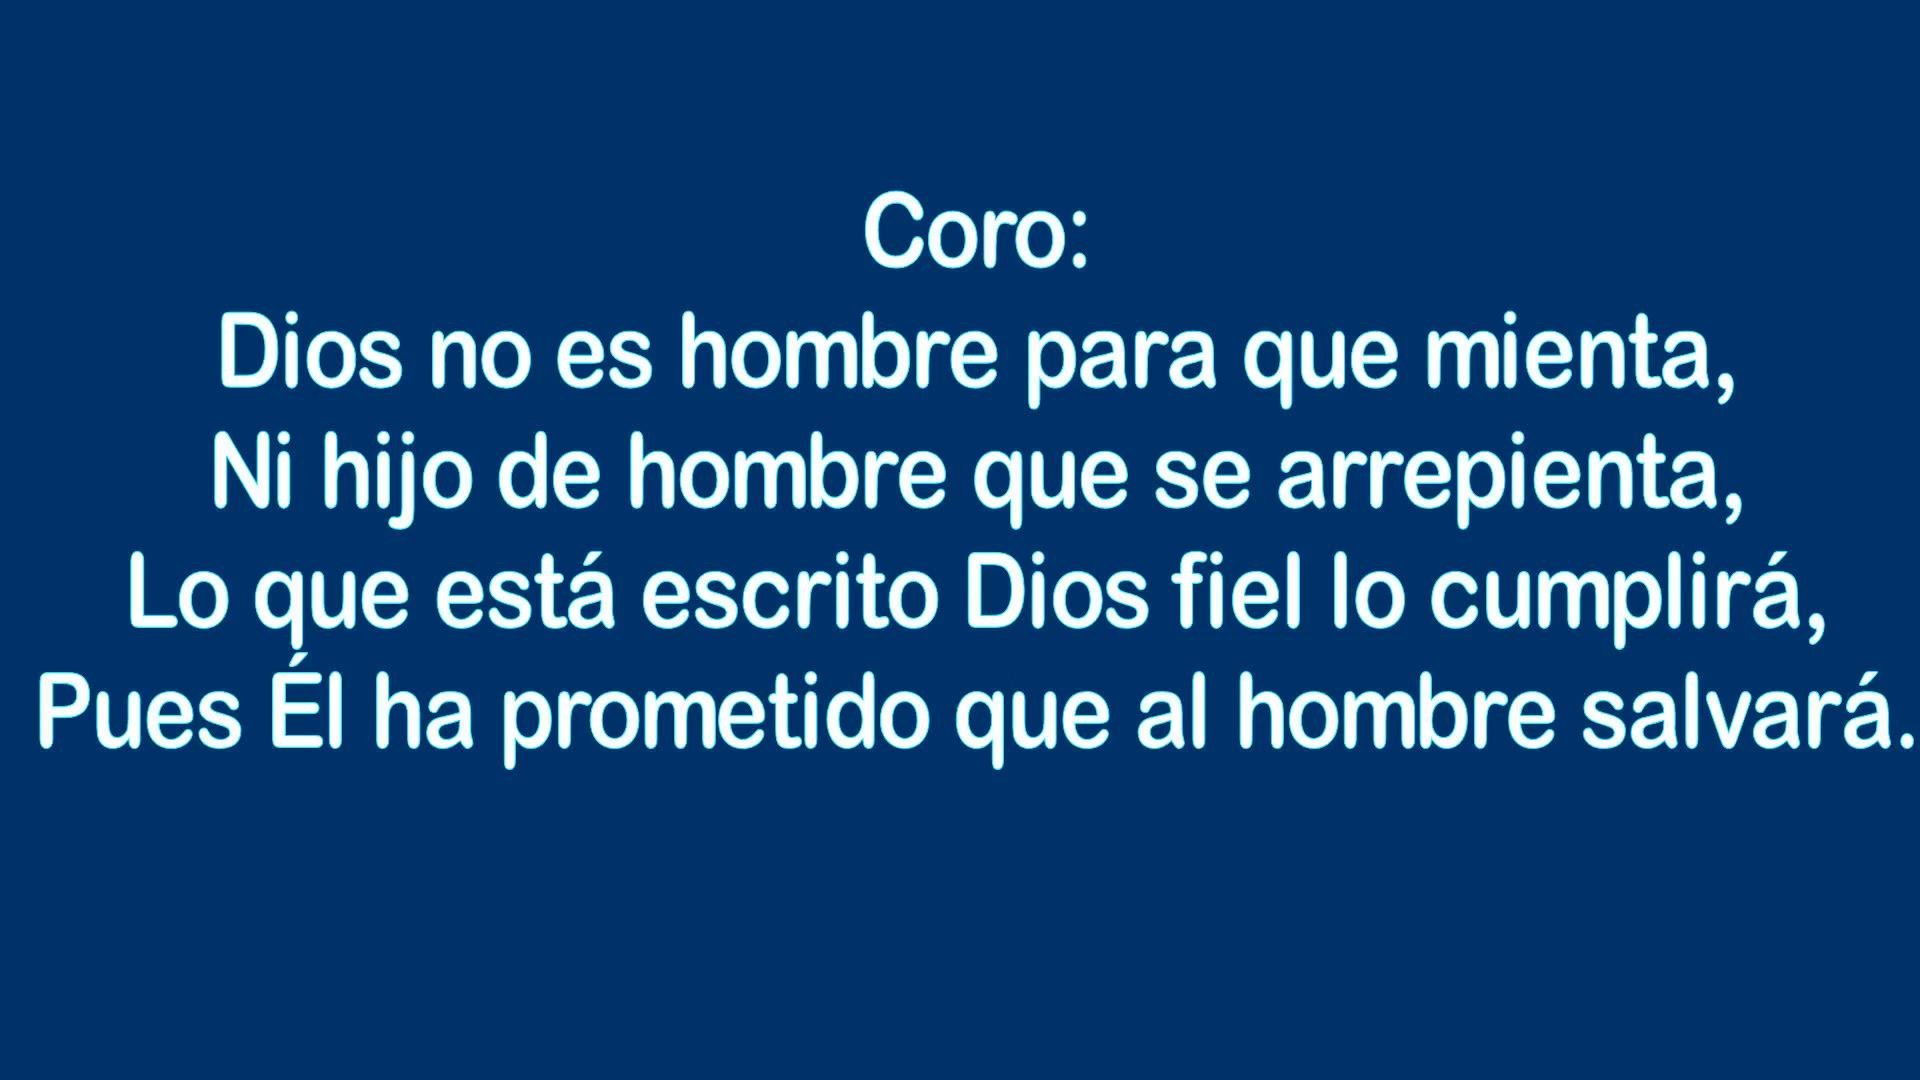 Coro:
Dios no es hombre para que mienta,
Ni hijo de hombre que se arrepienta,
Lo que está escrito Dios fiel lo cumplirá,
Pues Él ha prometido que al hombre salvará.